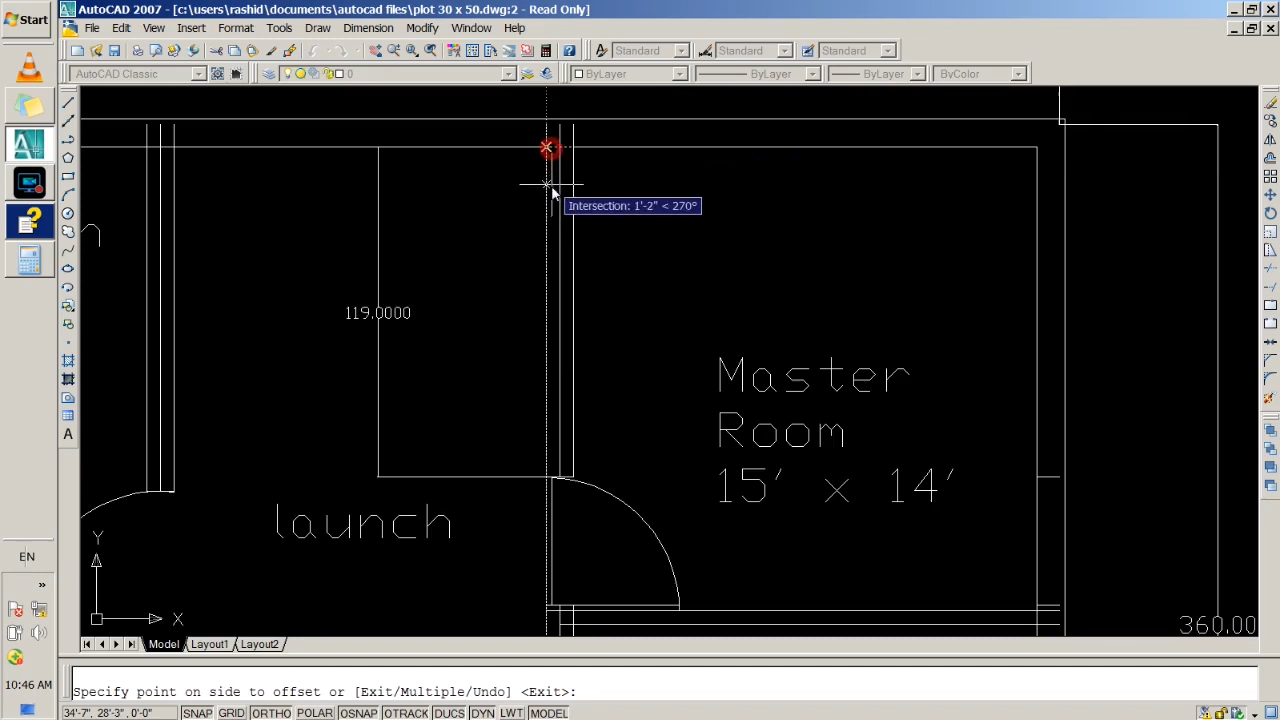 Start
AutoCAD 2007 - [c:\users\rashid\documents\autocad files\plot 30 x 50.dwg:2 - Read Only]
File Edit View Insert Format Tools Draw Dimension Modify Window Help
Standard Standard Standard
AutoCAD Classic 0 ByLayer ByLayer ByLayer ByColor
Intersection: 1'-2" < 270°
119.0000
Master
Room
15' x 14'
launch
Y
X
360.00
EN
Model Layout1 Layout2
10:46 AM
Specify point on side to offset or [Exit/Multiple/Undo] <Exit>:
34'-7", 28'-3", 0'-0" SNAP GRID ORTHO POLAR OSNAP OTRACK DUCS DYN LWT MODEL